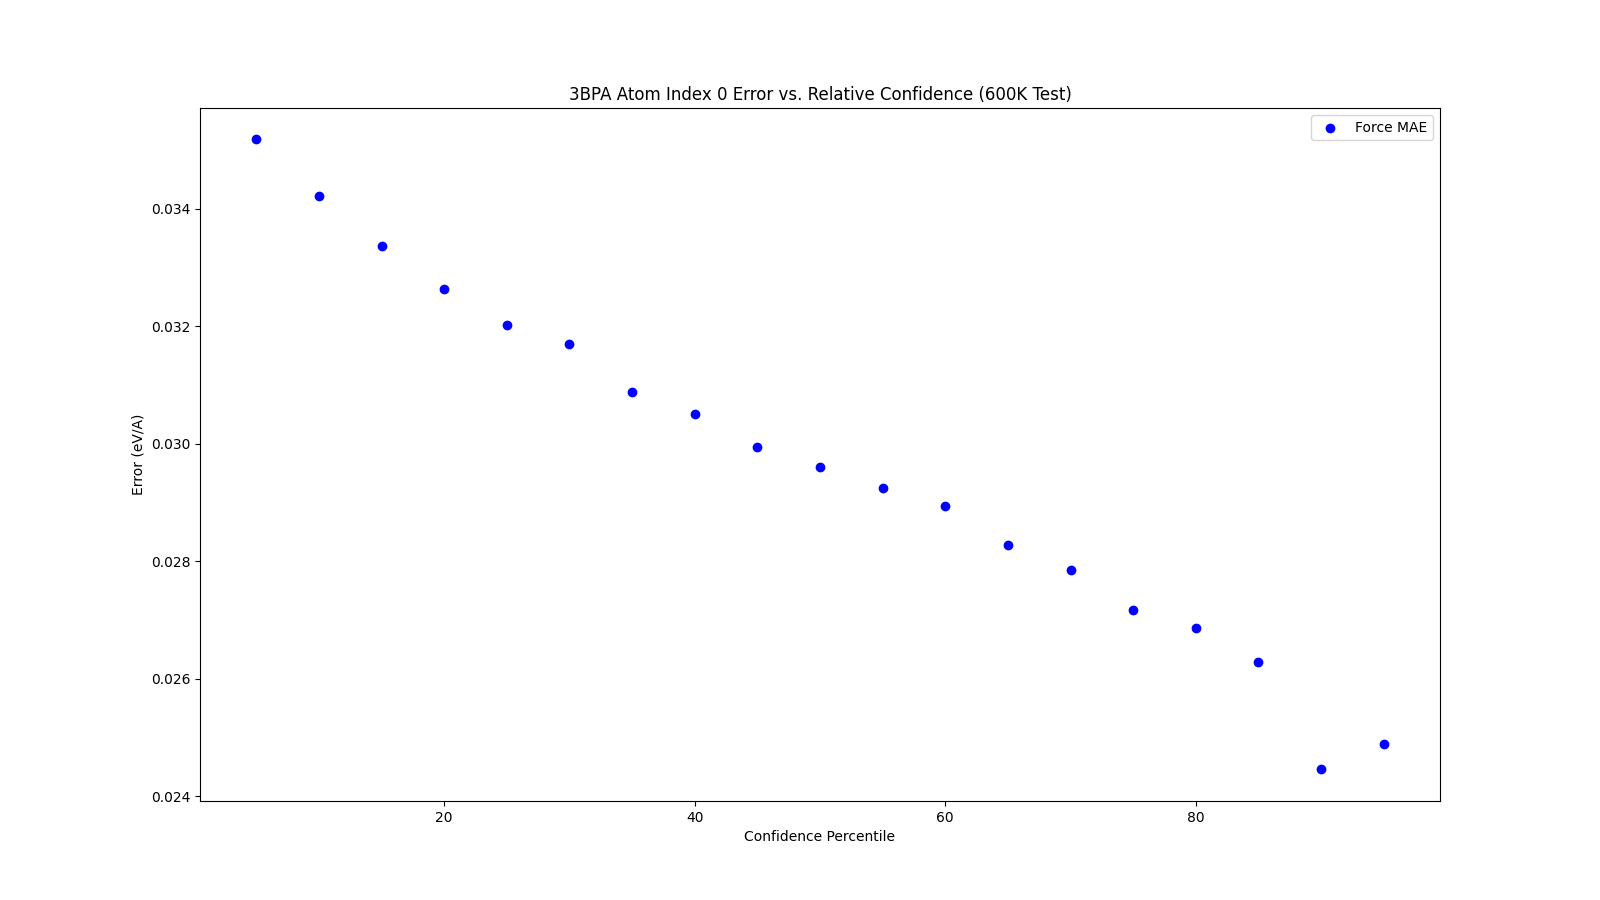 3BPA Atom Index 0 Error vs. Relative Confidence (600K Test)
Force MAE
0.034
0.032
0.030
0.028
0.026
0.024
Error (eV/A)
20 40 60 80
Confidence Percentile